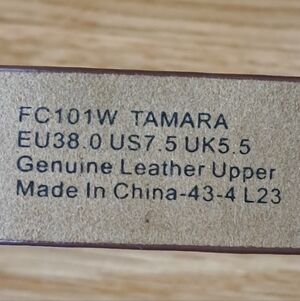 FC101W TAMARA
EU38.0 US7.5 UK5.5
Genuine Leather Upper
Made In China-43-4 L23